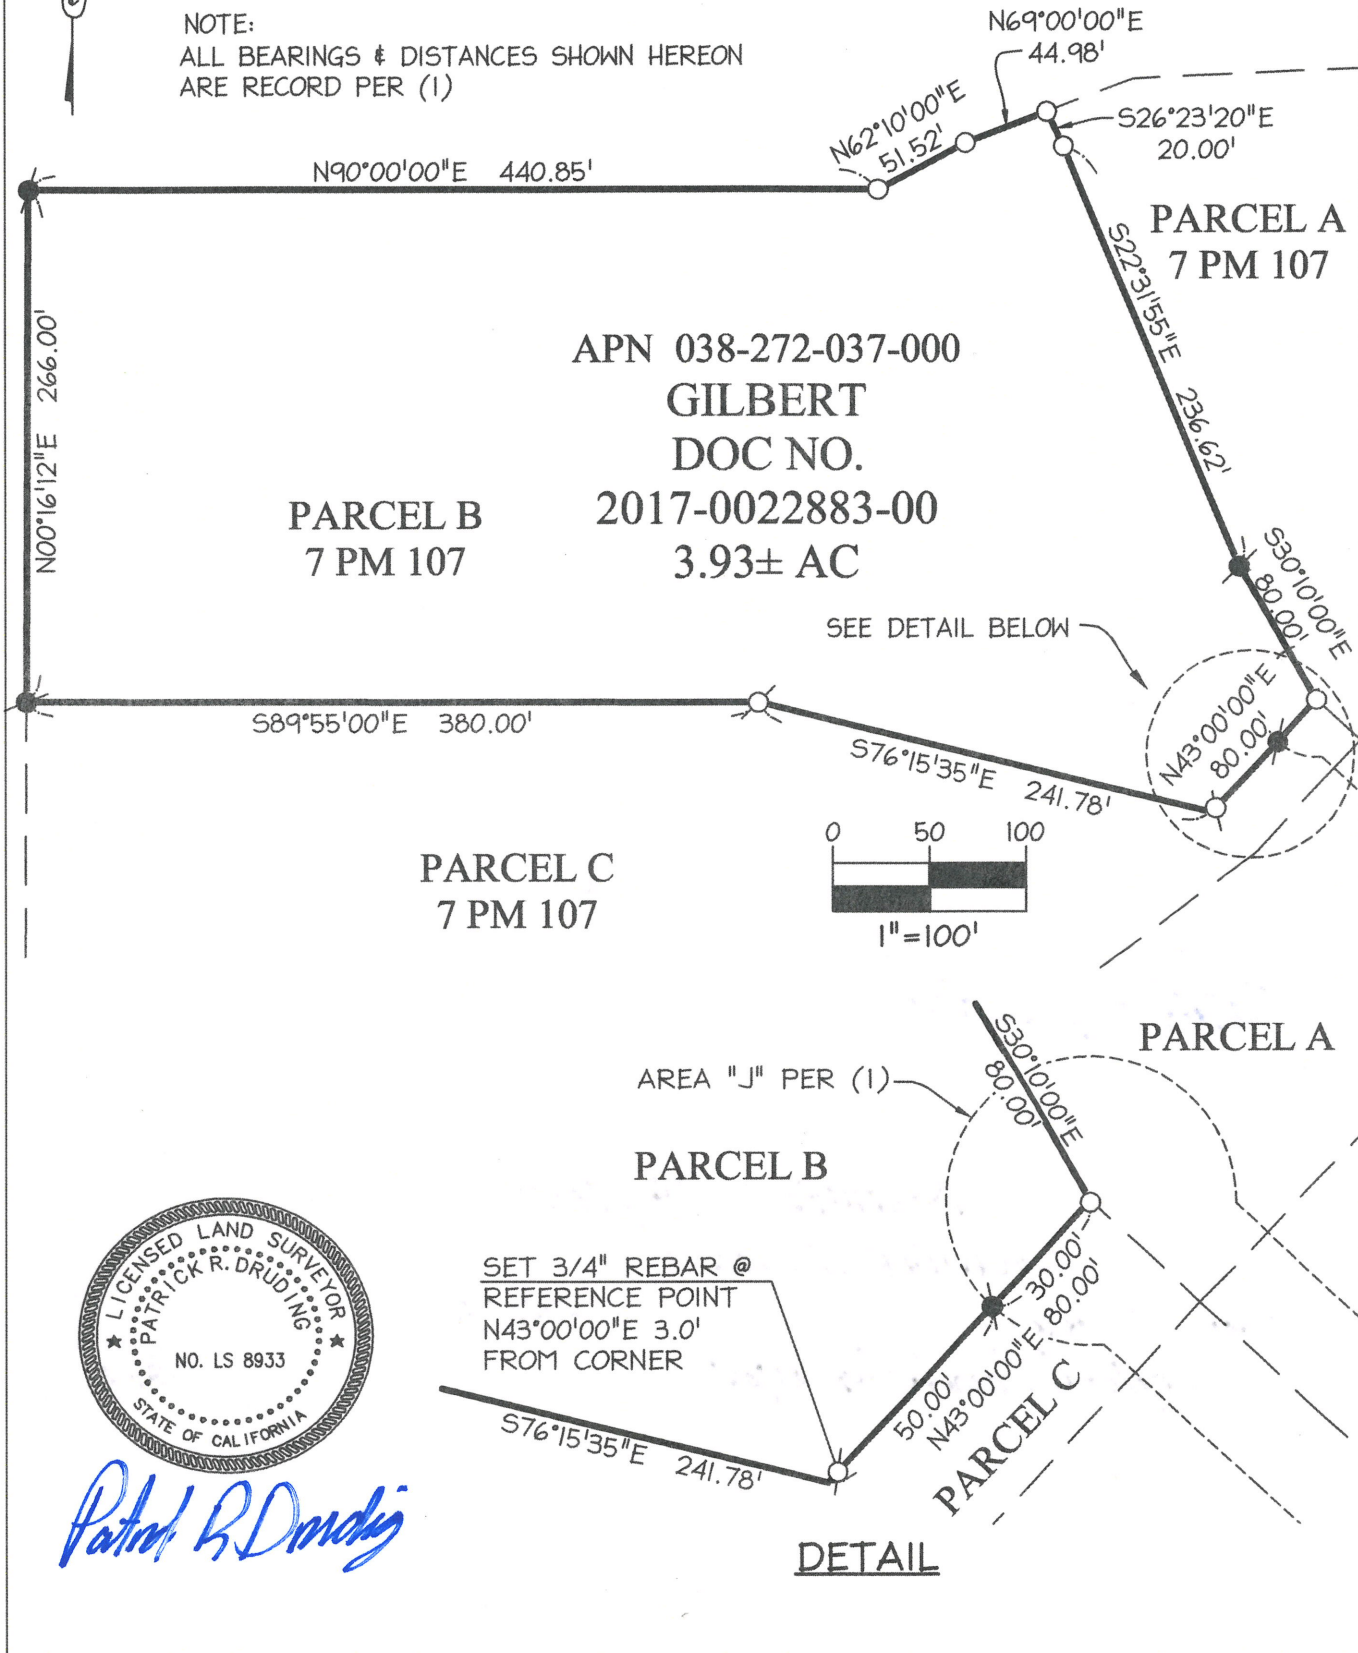 NOTE:
ALL BEARINGS & DISTANCES SHOWN HEREON
ARE RECORD PER (1)
N69°00'00"E
44.98'
N62°10'00"E
51.52'
S26°23'20"E
20.00'
N90°00'00"E 440.85'
PARCEL A
7 PM 107
S22°31'55"E 236.62'
N00°16'12"E 266.00'
APN 038-272-037-000
GILBERT
DOC NO.
2017-0022883-00
3.93± AC
PARCEL B
7 PM 107
S30°10'00"E
80.00'
SEE DETAIL BELOW
N43°00'00"E
80.00'
S89°55'00"E 380.00'
S76°15'35"E 241.78'
0 50 100
1"=100'
PARCEL C
7 PM 107
S30°10'00"E
80.00'
PARCEL A
AREA "J" PER (1)
PARCEL B
SET 3/4" REBAR @
REFERENCE POINT
N43°00'00"E 3.0'
FROM CORNER
30.00'
50.00'
N43°00'00"E 80.00'
PARCEL C
S76°15'35"E 241.78'
DETAIL
LICENSED LAND SURVEYOR
PATRICK R. DRUDING
NO. LS 8933
STATE OF CALIFORNIA
Patrick R Druding